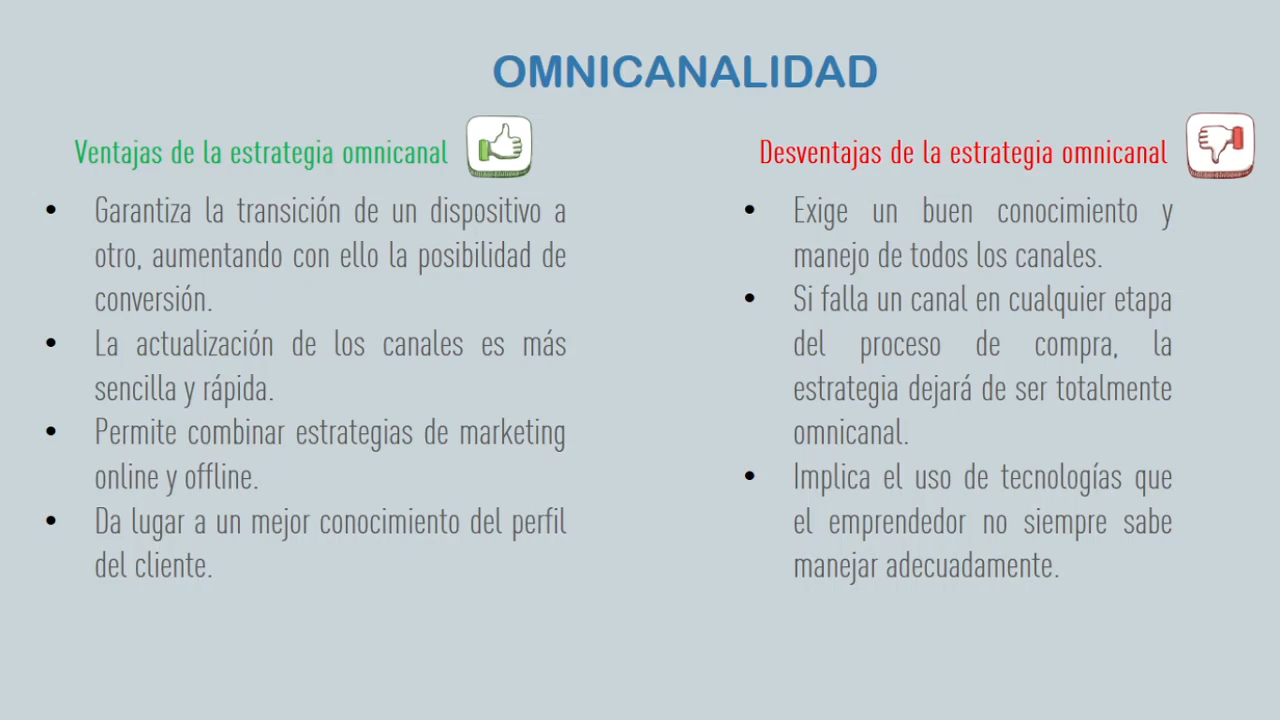 OMNICANALIDAD
Ventajas de la estrategia omnicanal
• Garantiza la transición de un dispositivo a
otro, aumentando con ello la posibilidad de
conversión.
• La actualización de los canales es más
sencilla y rápida.
• Permite combinar estrategias de marketing
online y offline.
• Da lugar a un mejor conocimiento del perfil
del cliente.
Desventajas de la estrategia omnicanal
• Exige un buen conocimiento y
manejo de todos los canales.
• Si falla un canal en cualquier etapa
del proceso de compra, la
estrategia dejará de ser totalmente
omnicanal.
• Implica el uso de tecnologías que
el emprendedor no siempre sabe
manejar adecuadamente.